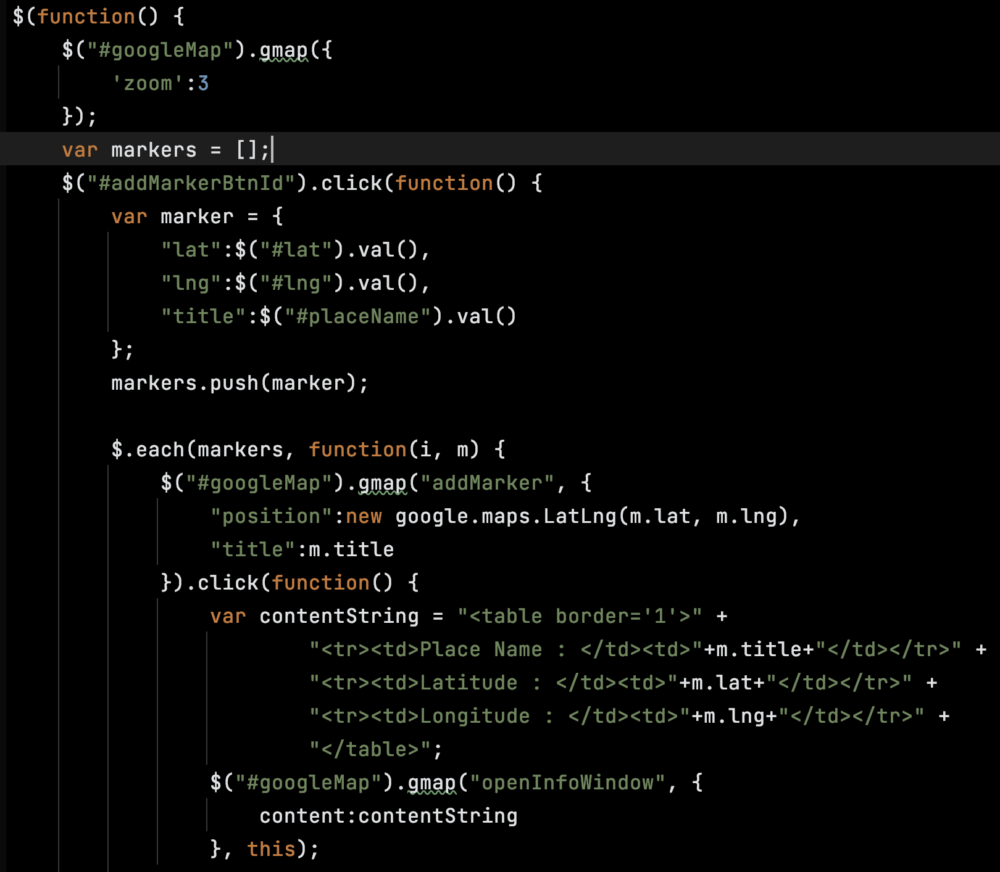 $(function() {
$("#googleMap").gmap({
'zoom':3
});
var markers = [];
$("#addMarkerBtnId").click(function() {
var marker = {
"lat":$("#lat").val(),
"lng":$("#lng").val(),
"title":$("#placeName").val()
};
markers.push(marker);
$.each(markers, function(i, m) {
$("#googleMap").gmap("addMarker", {
"position":new google.maps.LatLng(m.lat, m.lng),
"title":m.title
}).click(function() {
var contentString = "<table border='1'>" +
"<tr><td>Place Name : </td><td>"+m.title+"</td></tr>" +
"<tr><td>Latitude : </td><td>"+m.lat+"</td></tr>" +
"<tr><td>Longitude : </td><td>"+m.lng+"</td></tr>" +
"</table>";
$("#googleMap").gmap("openInfoWindow", {
content:contentString
}, this);